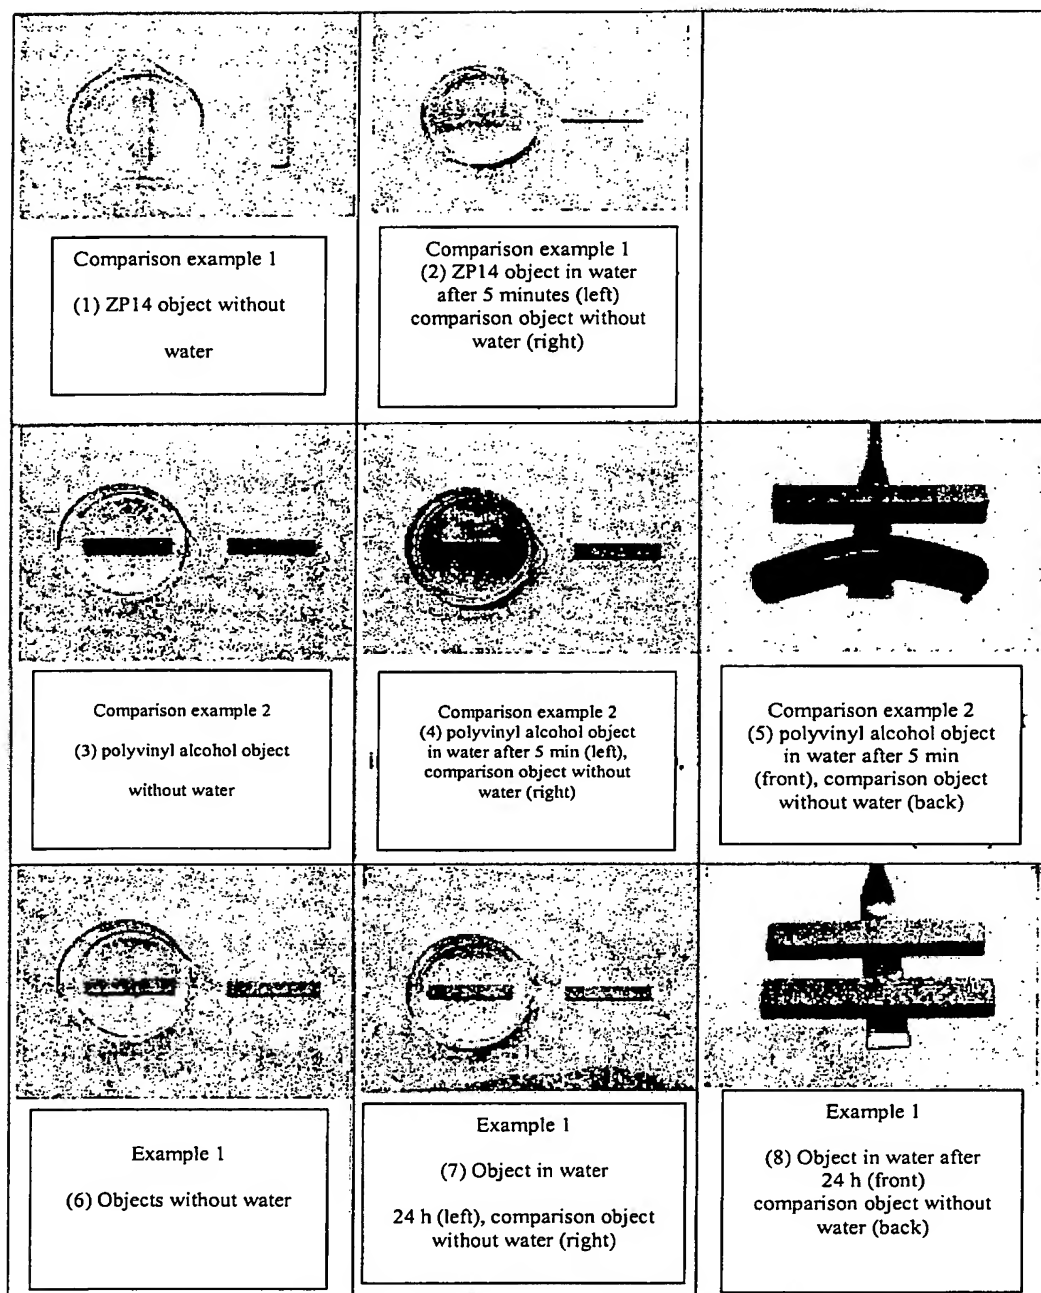 Comparison example 1
(1) ZP14 object without
water
Comparison example 1
(2) ZP14 object in water
after 5 minutes (left)
comparison object without
water (right)
Comparison example 2
(3) polyvinyl alcohol object
without water
Comparison example 2
(4) polyvinyl alcohol object
in water after 5 min (left),
comparison object without
water (right)
Comparison example 2
(5) polyvinyl alcohol object
in water after 5 min
(front), comparison object
without water (back)
Example 1
(6) Objects without water
Example 1
(7) Object in water
24 h (left), comparison object
without water (right)
Example 1
(8) Object in water after
24 h (front)
comparison object without
water (back)